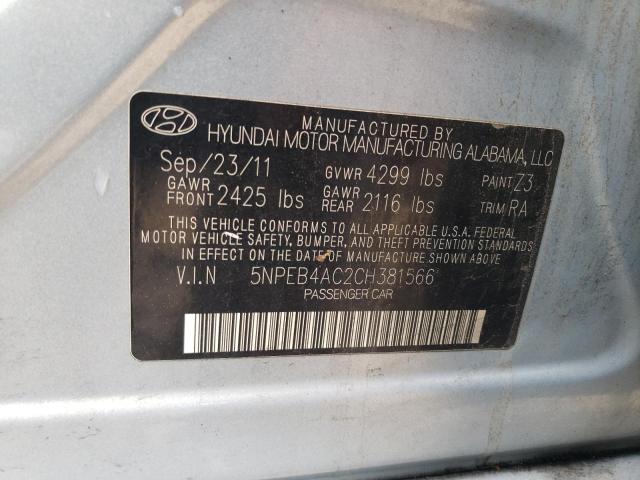 MANUFACTURED BY
HYUNDAI MOTOR MANUFACTURING ALABAMA, LLC
Sep/23/11 GVWR 4299 lbs PAINT Z3
GAWR FRONT 2425 lbs GAWR REAR 2116 lbs TRIM RA
THIS VEHICLE CONFORMS TO ALL APPLICABLE U.S.A. FEDERAL
MOTOR VEHICLE SAFETY, BUMPER, AND THEFT PREVENTION STANDARDS
IN EFFECT ON THE DATE OF MANUFACTURE SHOWN ABOVE.
V.I.N 5NPEB4AC2CH381566
PASSENGER CAR